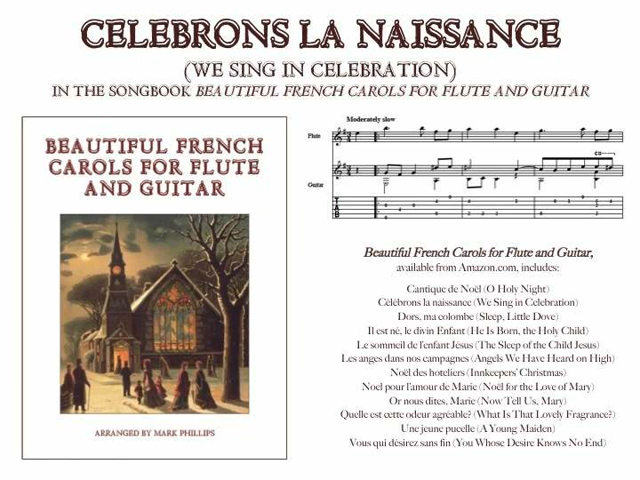 CELEBRONS LA NAISSANCE
(WE SING IN CELEBRATION)
IN THE SONGBOOK BEAUTIFUL FRENCH CAROLS FOR FLUTE AND GUITAR
BEAUTIFUL FRENCH
CAROLS FOR FLUTE
AND GUITAR
ARRANGED BY MARK PHILLIPS
Moderately slow
Flute
Guitar
Beautiful French Carols for Flute and Guitar,
available from Amazon.com, includes:
Cantique de Noël (O Holy Night)
Célébrons la naissance (We Sing in Celebration)
Dors, ma colombe (Sleep, Little Dove)
Il est né, le divin Enfant (He Is Born, the Holy Child)
Le sommeil de l'enfant Jésus (The Sleep of the Child Jesus)
Les anges dans nos campagnes (Angels We Have Heard on High)
Noël des hoteliers (Innkeepers' Christmas)
Noël pour l'amour de Marie (Noël for the Love of Mary)
Or nous dites, Marie (Now Tell Us, Mary)
Quelle est cette odeur agréable? (What Is That Lovely Fragrance?)
Une jeune pucelle (A Young Maiden)
Vous qui désirez sans fin (You Whose Desire Knows No End)